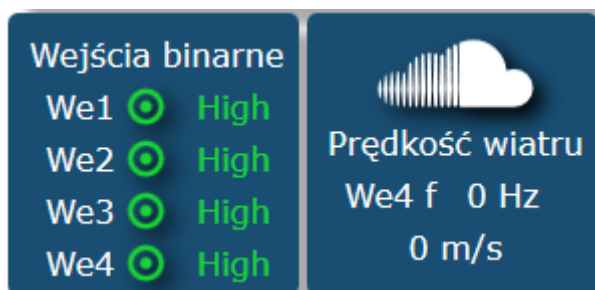 Wejścia binarne
We1 High
We2 High
We3 High
We4 High
Prędkość wiatru
We4 f 0 Hz
0 m/s